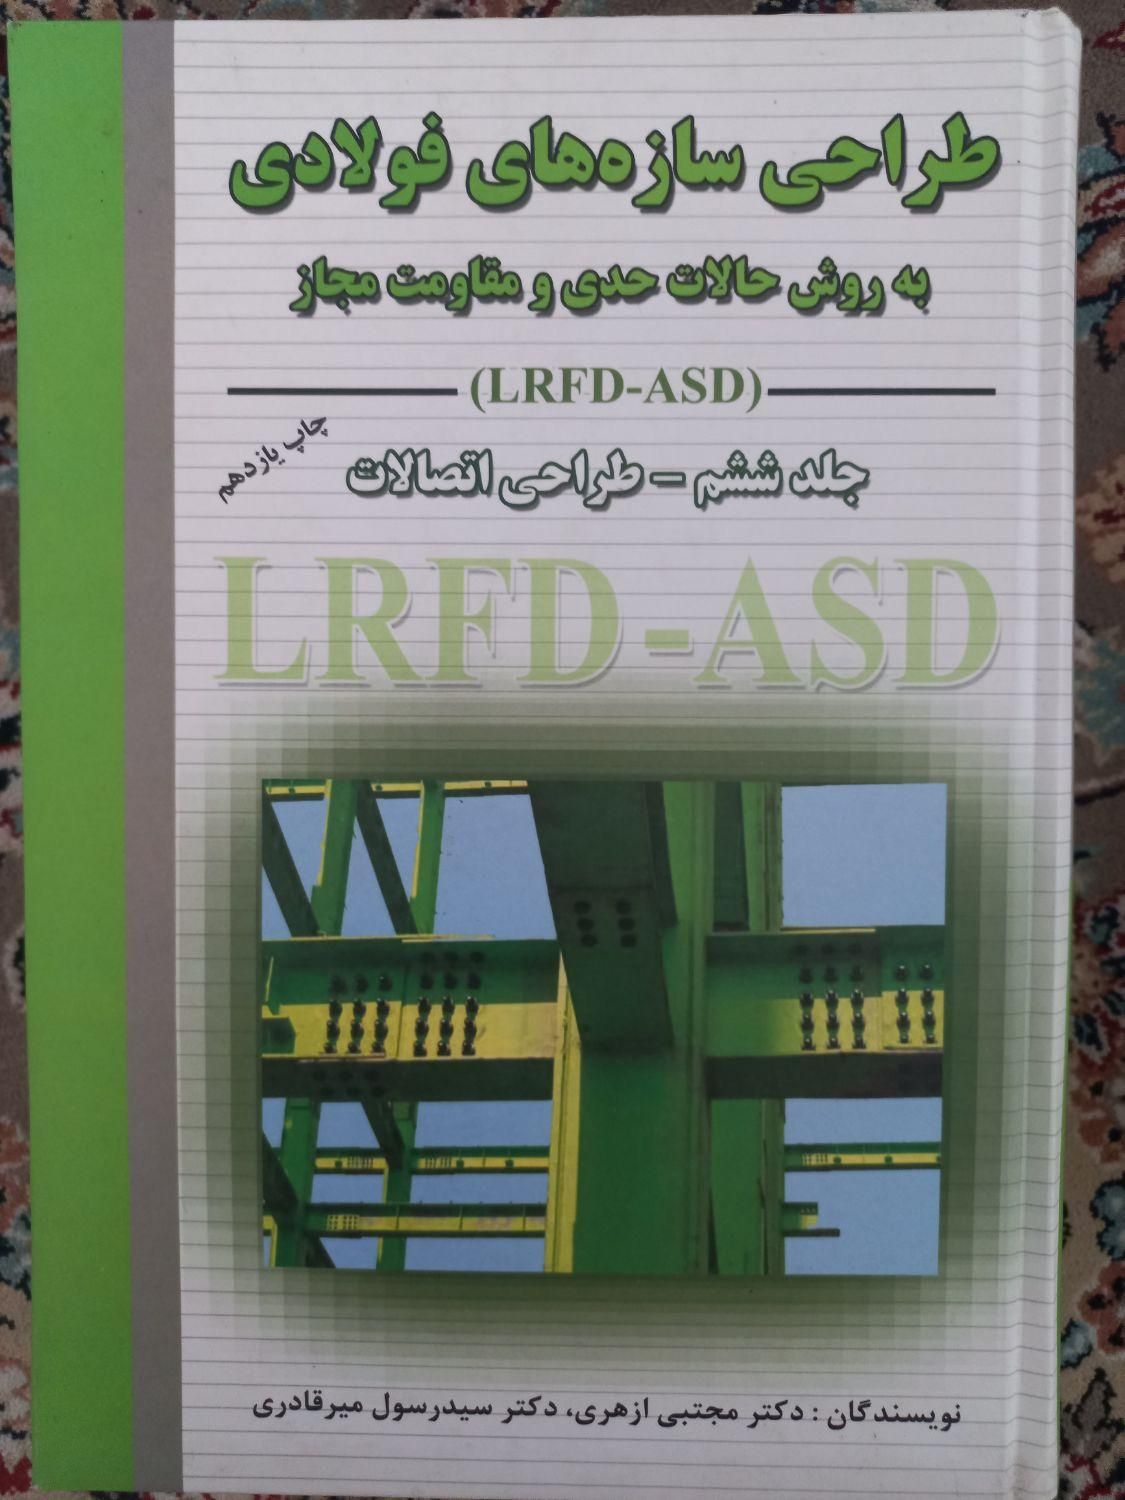 طراحی سازه‌های فولادی
به روش حالات حدی و مقاومت مجاز
(LRFD-ASD)
چاپ یازدهم
جلد ششم - طراحی اتصالات
LRFD-ASD
نویسندگان : دکتر مجتبی ازهری، دکتر سیدرسول میرقادری